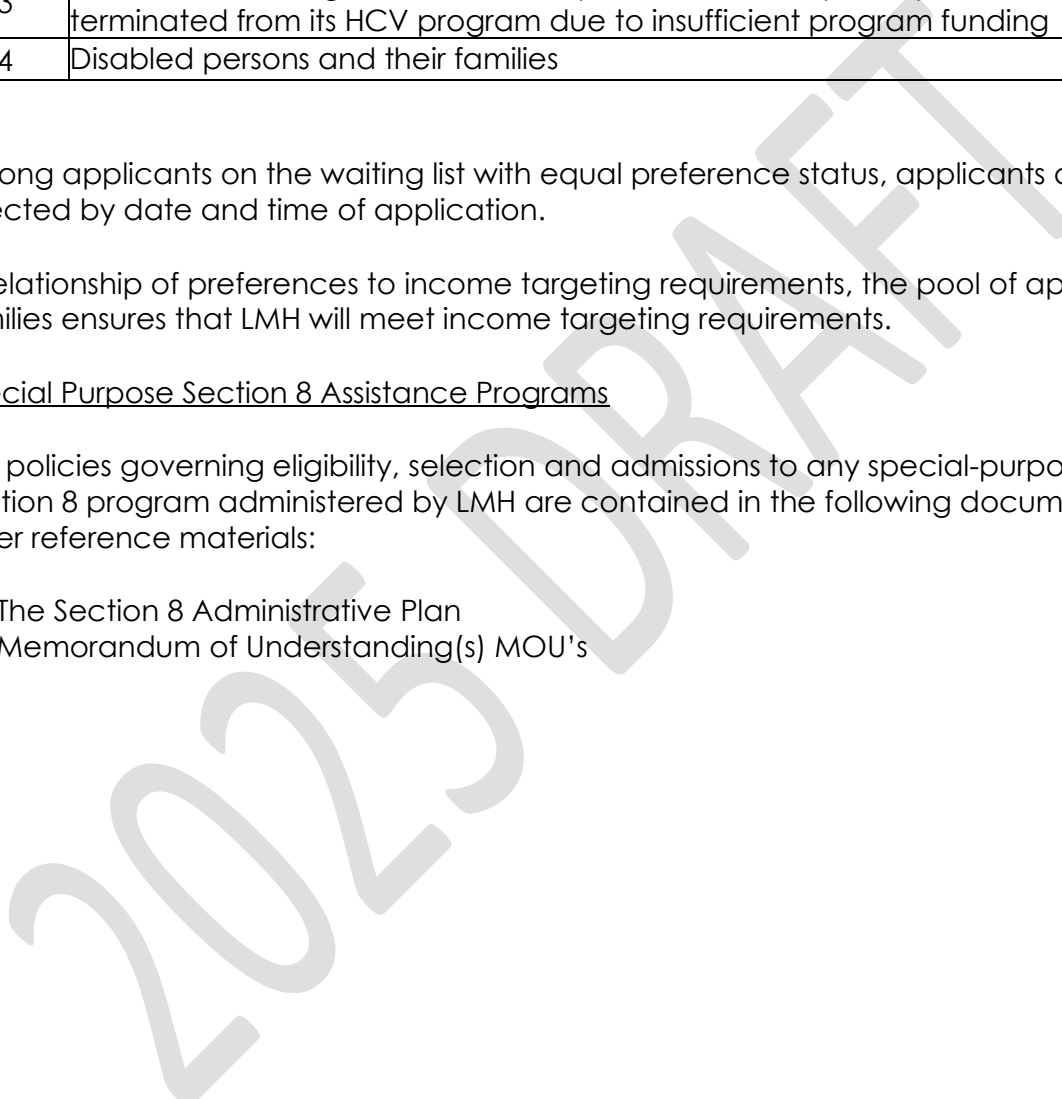 3
terminated from its HCV program due to insufficient program funding
4 Disabled persons and their families
ong applicants on the waiting list with equal preference status, applicants
ected by date and time of application.
elationship of preferences to income targeting requirements, the pool of ap
nilies ensures that LMH will meet income targeting requirements.
ecial Purpose Section 8 Assistance Programs
policies governing eligibility, selection and admissions to any special-purpo
tion 8 program administered by LMH are contained in the following docum
er reference materials:
The Section 8 Administrative Plan
Memorandum of Understanding(s) MOU's
2025 DRAFT